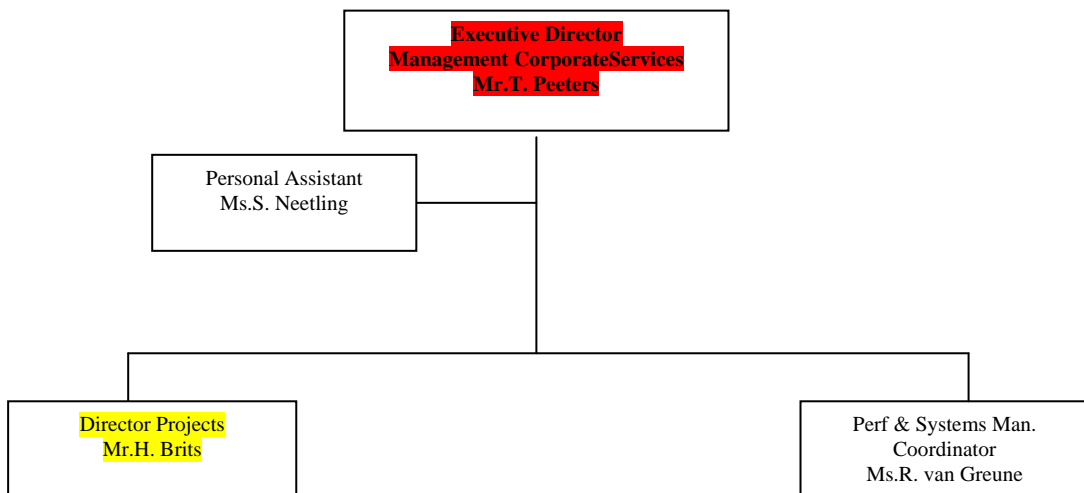 Executive Director
Management CorporateServices
Mr.T. Peeters
Personal Assistant
Ms.S. Neetling
Director Projects
Mr.H. Brits
Perf & Systems Man.
Coordinator
Ms.R. van Greune